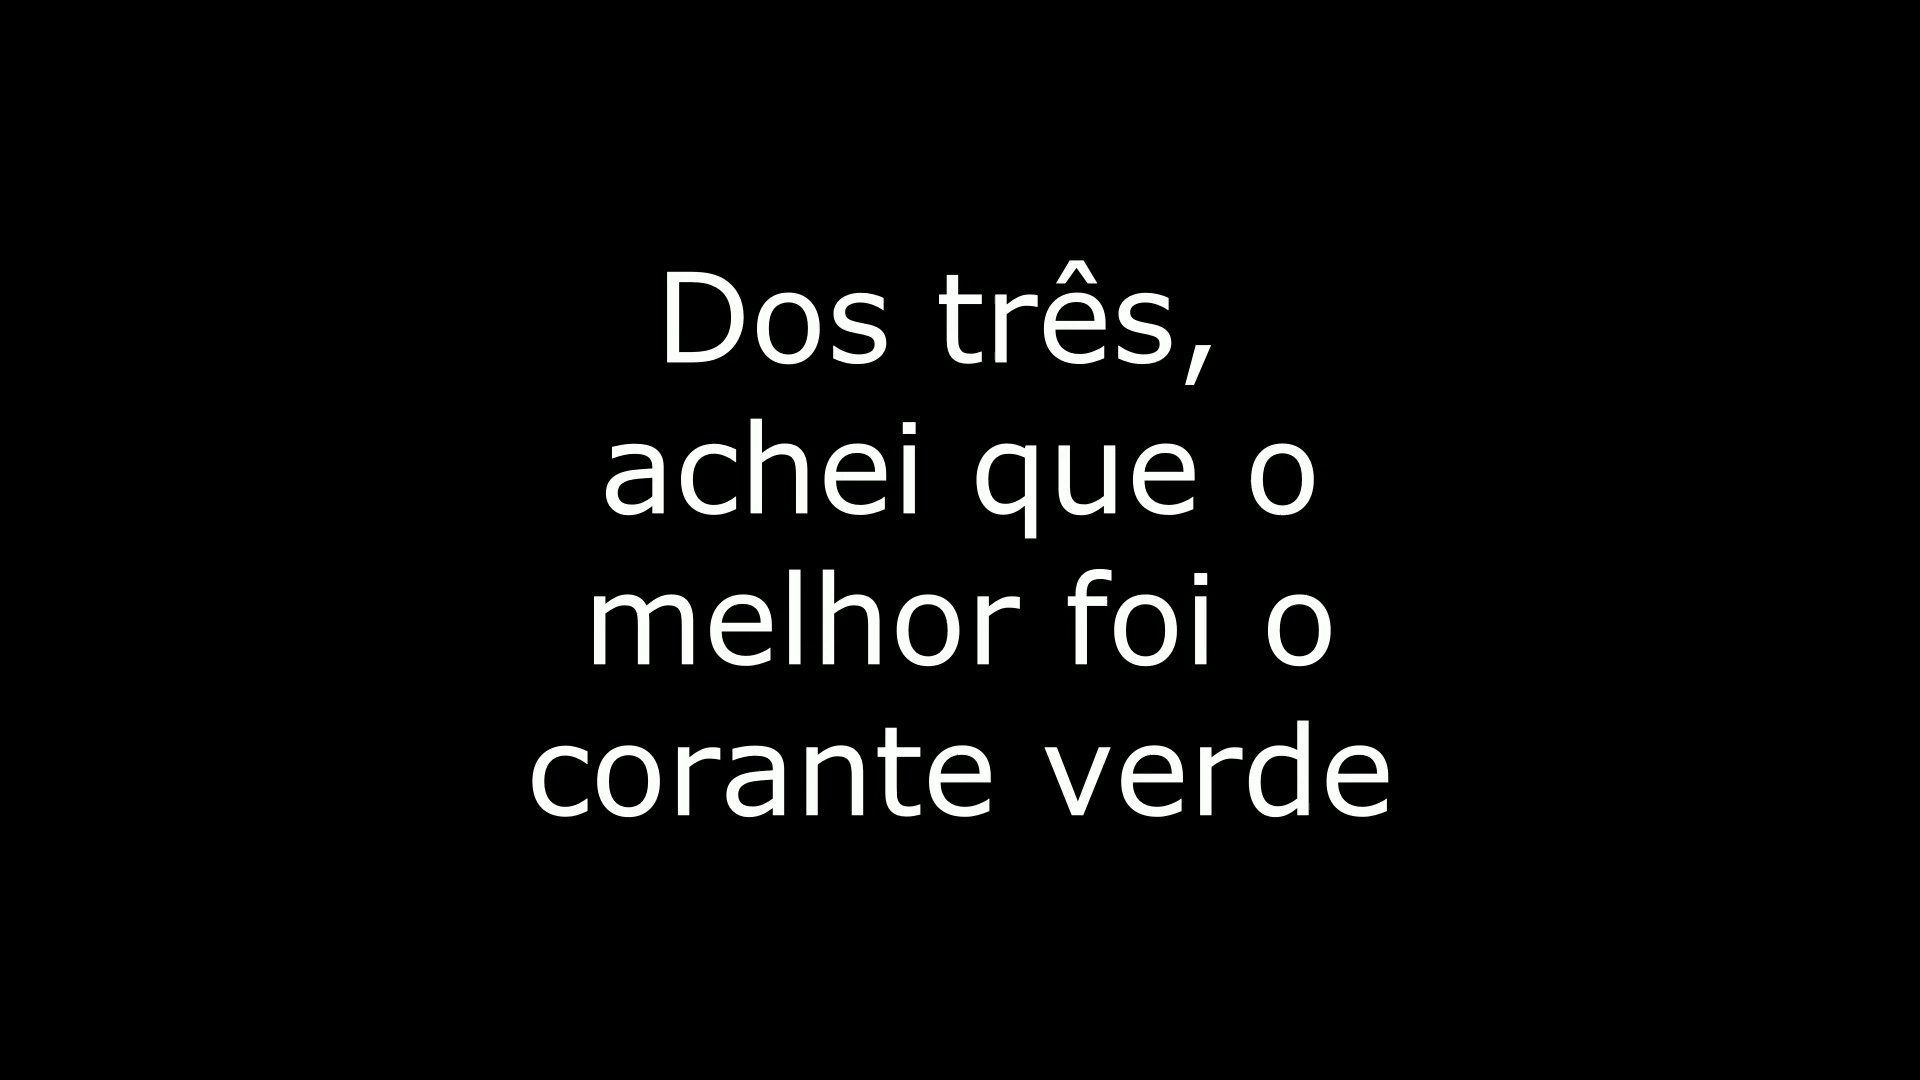 Dos três,
achei que o
melhor foi o
corante verde